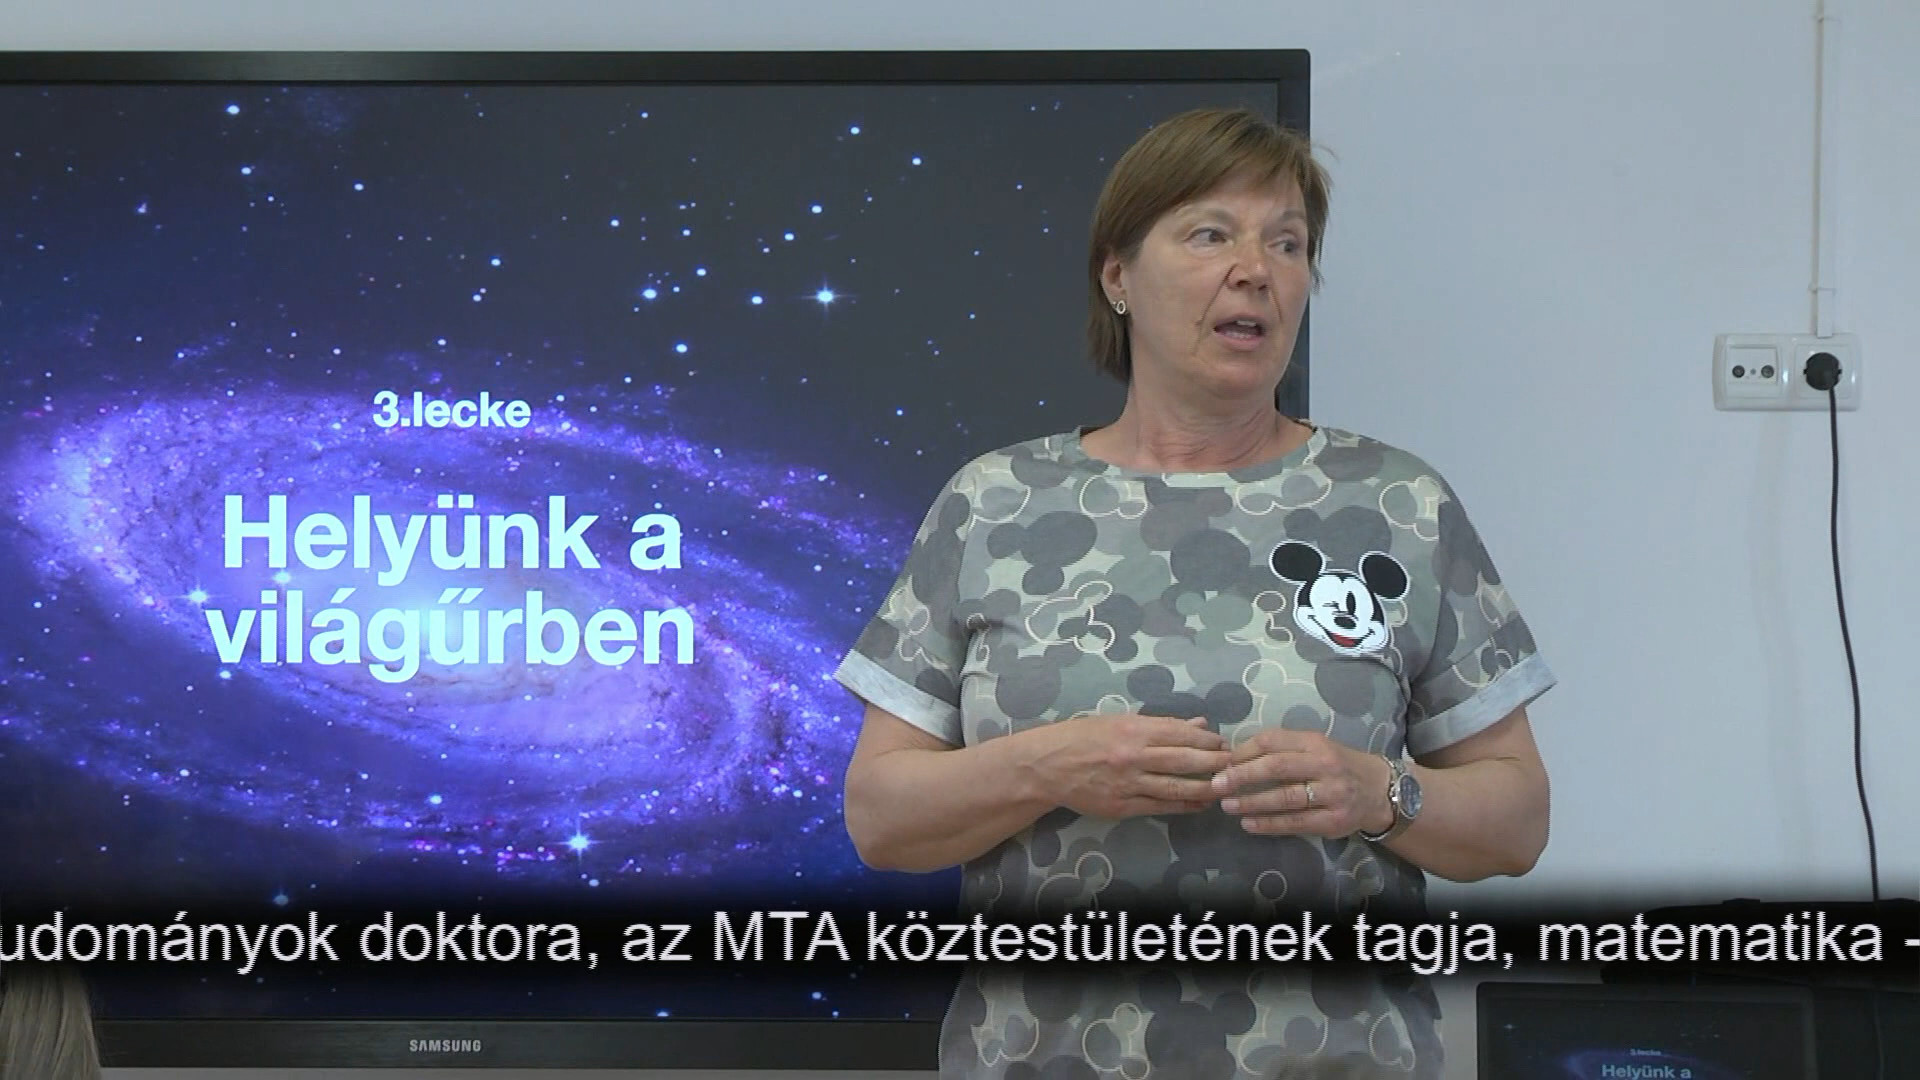 3.lecke
Helyünk a
világűrben
udományok doktora, az MTA köztestületének tagja, matematika -
SAMSUNG
3.lecke
Helyünk a